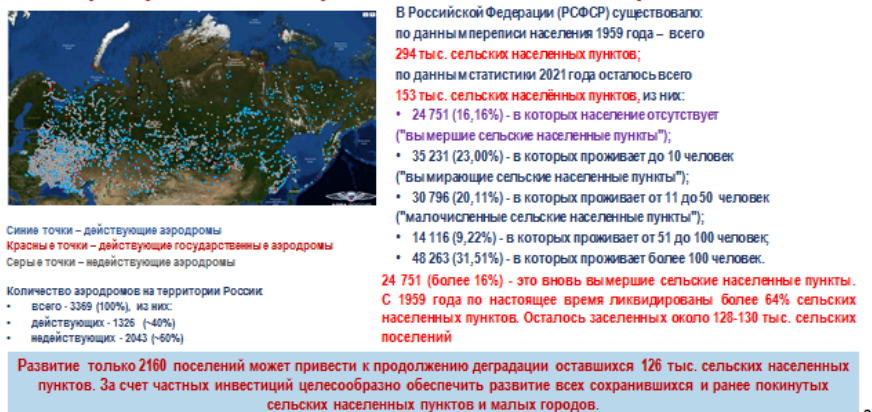 Синие точки – действующие аэродромы
Красные точки – действующие государственные аэродромы
Серые точки – недействующие аэродромы
Количество аэродромов на территории России:
• всего - 3369 (100%), из них:
• действующих - 1326 (~40%)
• недействующих - 2043 (~60%)
В Российской Федерации (РСФСР) существовало:
по данным переписи населения 1959 года – всего
294 тыс. сельских населенных пунктов;
по данным статистики 2021 года осталось всего
153 тыс. сельских населённых пунктов, из них:
• 24 751 (16,16%) - в которых население отсутствует
("вымершие сельские населенные пункты");
• 35 231 (23,00%) - в которых проживает до 10 человек
("вымирающие сельские населенные пункты");
• 30 796 (20,11%) - в которых проживает от 11 до 50 человек
("малочисленные сельские населенные пункты");
• 14 116 (9,22%) - в которых проживает от 51 до 100 человек;
• 48 263 (31,51%) - в которых проживает более 100 человек.
24 751 (более 16%) - это вновь вымершие сельские населенные пункты.
С 1959 года по настоящее время ликвидированы более 64% сельских
населенных пунктов. Осталось заселенных около 128-130 тыс. сельских
поселений
Развитие только 2160 поселений может привести к продолжению деградации оставшихся 126 тыс. сельских населенных
пунктов. За счет частных инвестиций целесообразно обеспечить развитие всех сохранившихся и ранее покинутых
сельских населенных пунктов и малых городов.